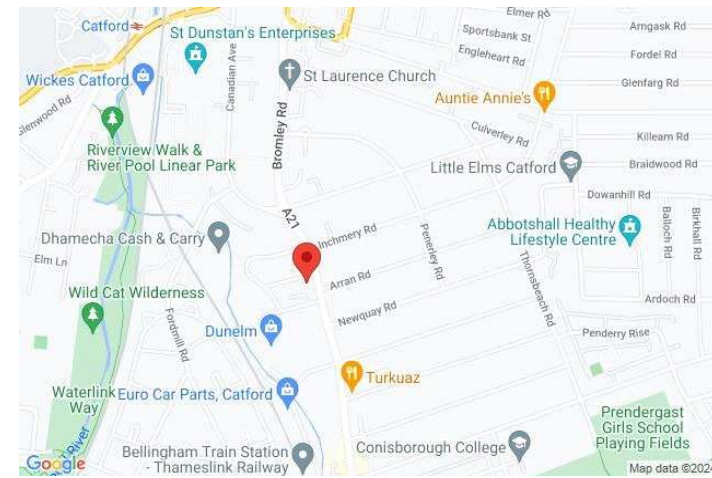 Elmer Rd
Catford
Sportsbank St
Arngask Rd
St Dunstan's Enterprises
Engleheart Rd
Fordel Rd
Canadian Ave
St Laurence Church
Wickes Catford
Glenfarg Rd
Auntie Annie's
Glenwood Rd
Bromley Rd
Culverley Rd
Killearn Rd
Riverview Walk &
River Pool Linear Park
Little Elms Catford
Braidwood Rd
Dowanhill Rd
A21
Penerley Rd
Balloch Rd
Birkhall Rd
Abbotshall Healthy
Lifestyle Centre
Dhamecha Cash & Carry
Inchmery Rd
Elm Ln
Thornsbeach Rd
Arran Rd
Wild Cat Wilderness
Ardoch Rd
Newquay Rd
Fordmill Rd
Dunelm
Penderry Rise
Turkuaz
Waterlink
Way
Euro Car Parts, Catford
Prendergast
Girls School
Playing Fields
River
Bellingham Train Station
- Thameslink Railway
Conisborough College
Google
Map data ©2024